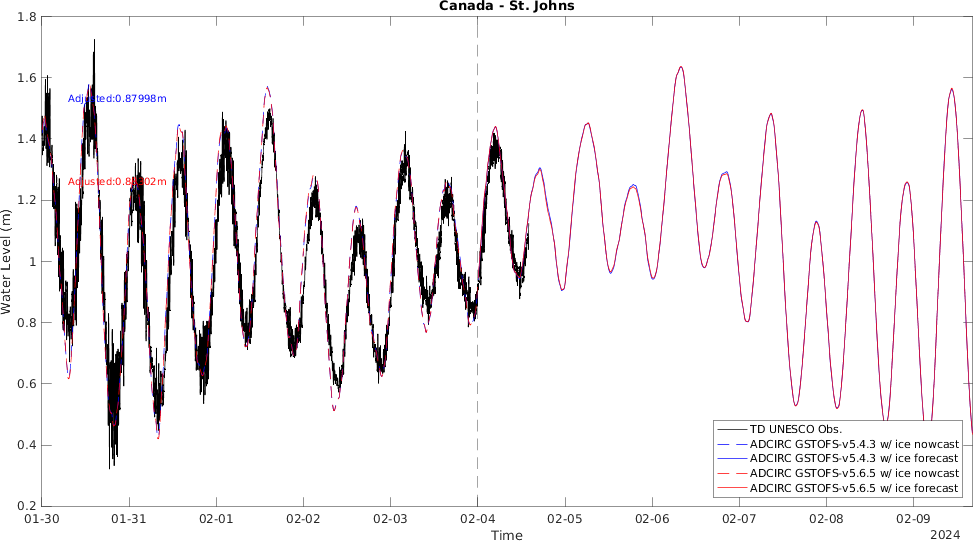 Canada - St. Johns
1.8
1.6
1.4
1.2
1
0.8
0.6
0.4
0.2
Water Level (m)
Adjusted:0.87998m
TD UNESCO Obs.
ADCIRC GSTOFS-v5.4.3 w/ ice nowcast
ADCIRC GSTOFS-v5.4.3 w/ ice forecast
ADCIRC GSTOFS-v5.6.5 w/ ice nowcast
ADCIRC GSTOFS-v5.6.5 w/ ice forecast
01-30 01-31 02-01 02-02 02-03 02-04 02-05 02-06 02-07 02-08 02-09
Time
2024